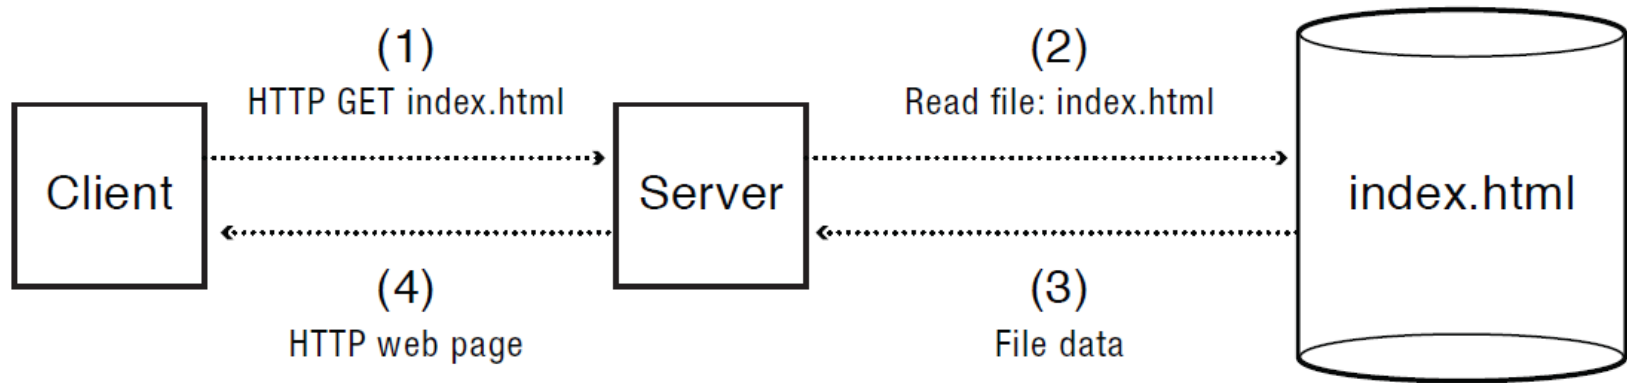 (1)
HTTP GET index.html
(2)
Read file: index.html
Client
Server
index.html
(4)
HTTP web page
(3)
File data